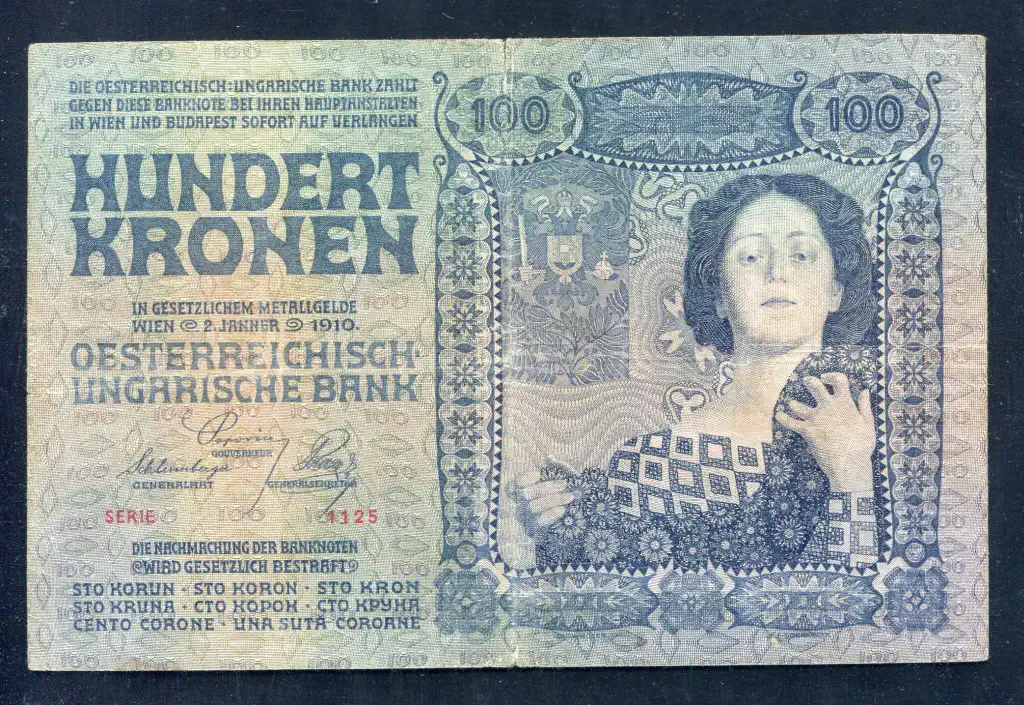 DIE OESTERREICHISCH-UNGARISCHE BANK ZAHLT
GEGEN DIESE BANKNOTE BEI IHREN HAUPTANSTALTEN
IN WIEN UND BUDAPEST SOFORT AUF VERLANGEN
HUNDERT
KRONEN
IN GESETZLICHEM METALLGELDE
WIEN 2. JÄNNER 1910.
OESTERREICHISCH-
UNGARISCHE BANK
GOUVERNEUR
GENERALRAT GENERALSEKRETÄR
SERIE 1125
DIE NACHMACHUNG DER BANKNOTEN
WIRD GESETZLICH BESTRAFT
STO KORUN · STO KORON · STO KRON
STO KRUNA · СТО КОРОН · СТО КРУНА
CENTO CORONE · UNA SUTĂ COROANE
100 100